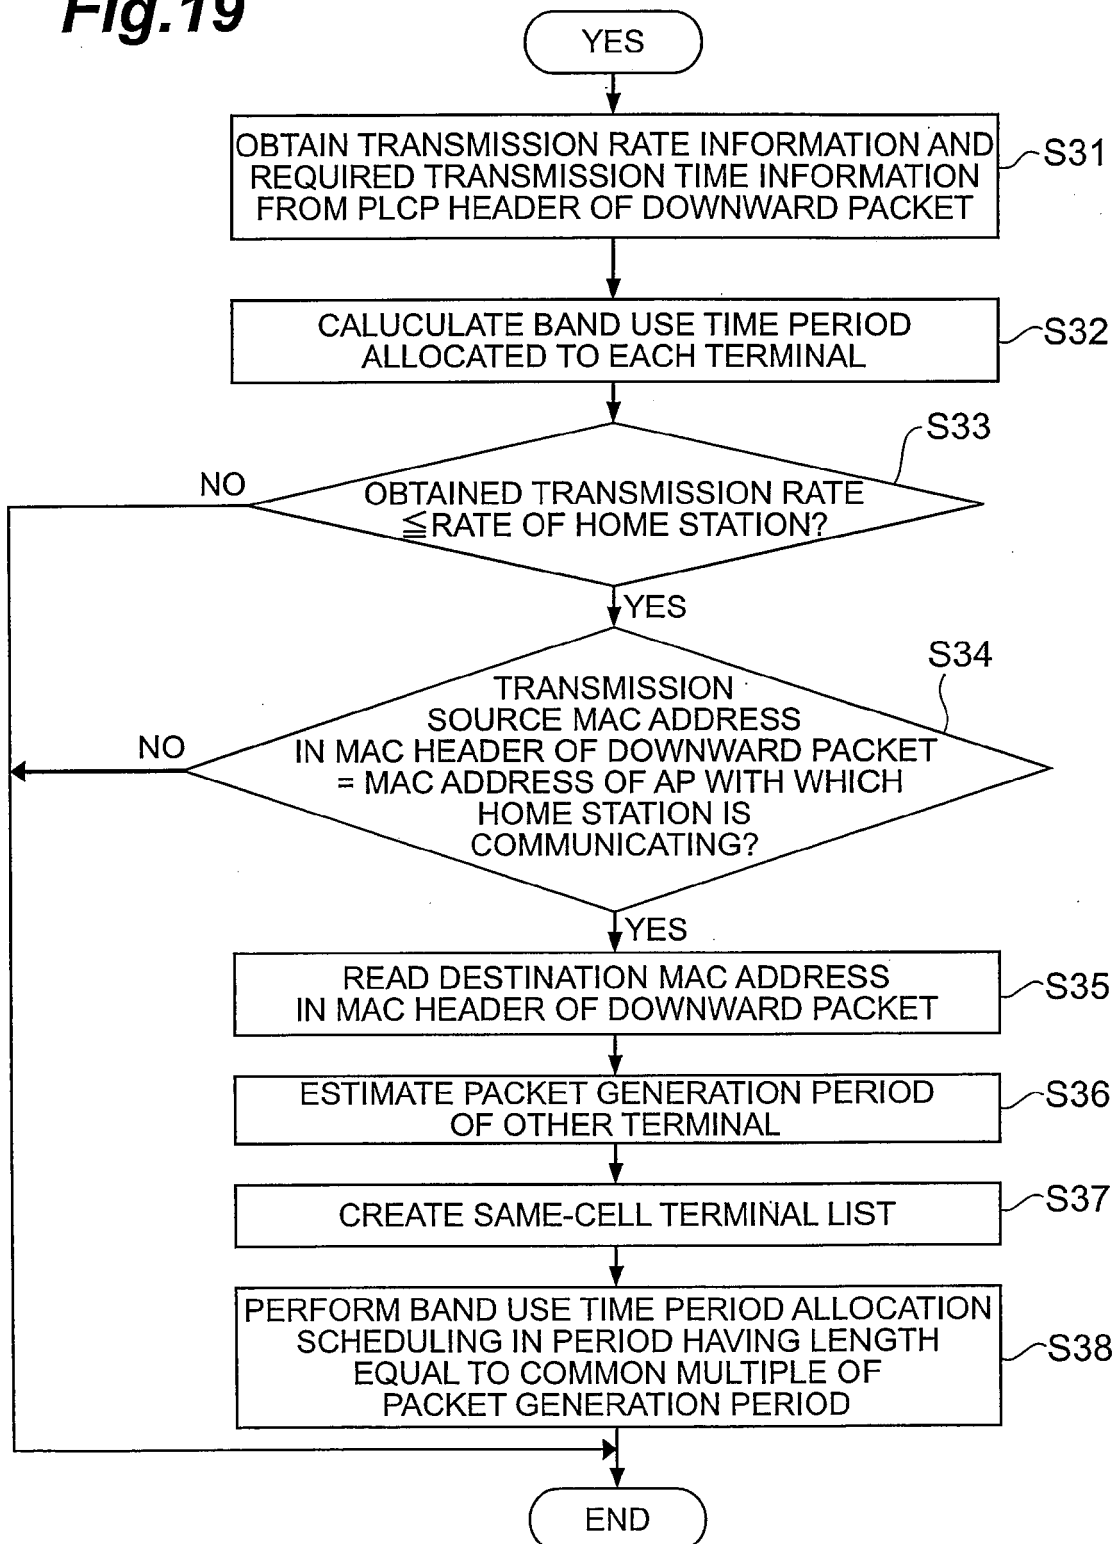 Fig.19
YES
OBTAIN TRANSMISSION RATE INFORMATION AND
REQUIRED TRANSMISSION TIME INFORMATION
FROM PLCP HEADER OF DOWNWARD PACKET
S31
CALUCULATE BAND USE TIME PERIOD
ALLOCATED TO EACH TERMINAL
S32
S33
NO
OBTAINED TRANSMISSION RATE
≦RATE OF HOME STATION?
YES
S34
NO
TRANSMISSION
SOURCE MAC ADDRESS
IN MAC HEADER OF DOWNWARD PACKET
= MAC ADDRESS OF AP WITH WHICH
HOME STATION IS
COMMUNICATING?
YES
READ DESTINATION MAC ADDRESS
IN MAC HEADER OF DOWNWARD PACKET
S35
ESTIMATE PACKET GENERATION PERIOD
OF OTHER TERMINAL
S36
CREATE SAME-CELL TERMINAL LIST
S37
PERFORM BAND USE TIME PERIOD ALLOCATION
SCHEDULING IN PERIOD HAVING LENGTH
EQUAL TO COMMON MULTIPLE OF
PACKET GENERATION PERIOD
S38
END